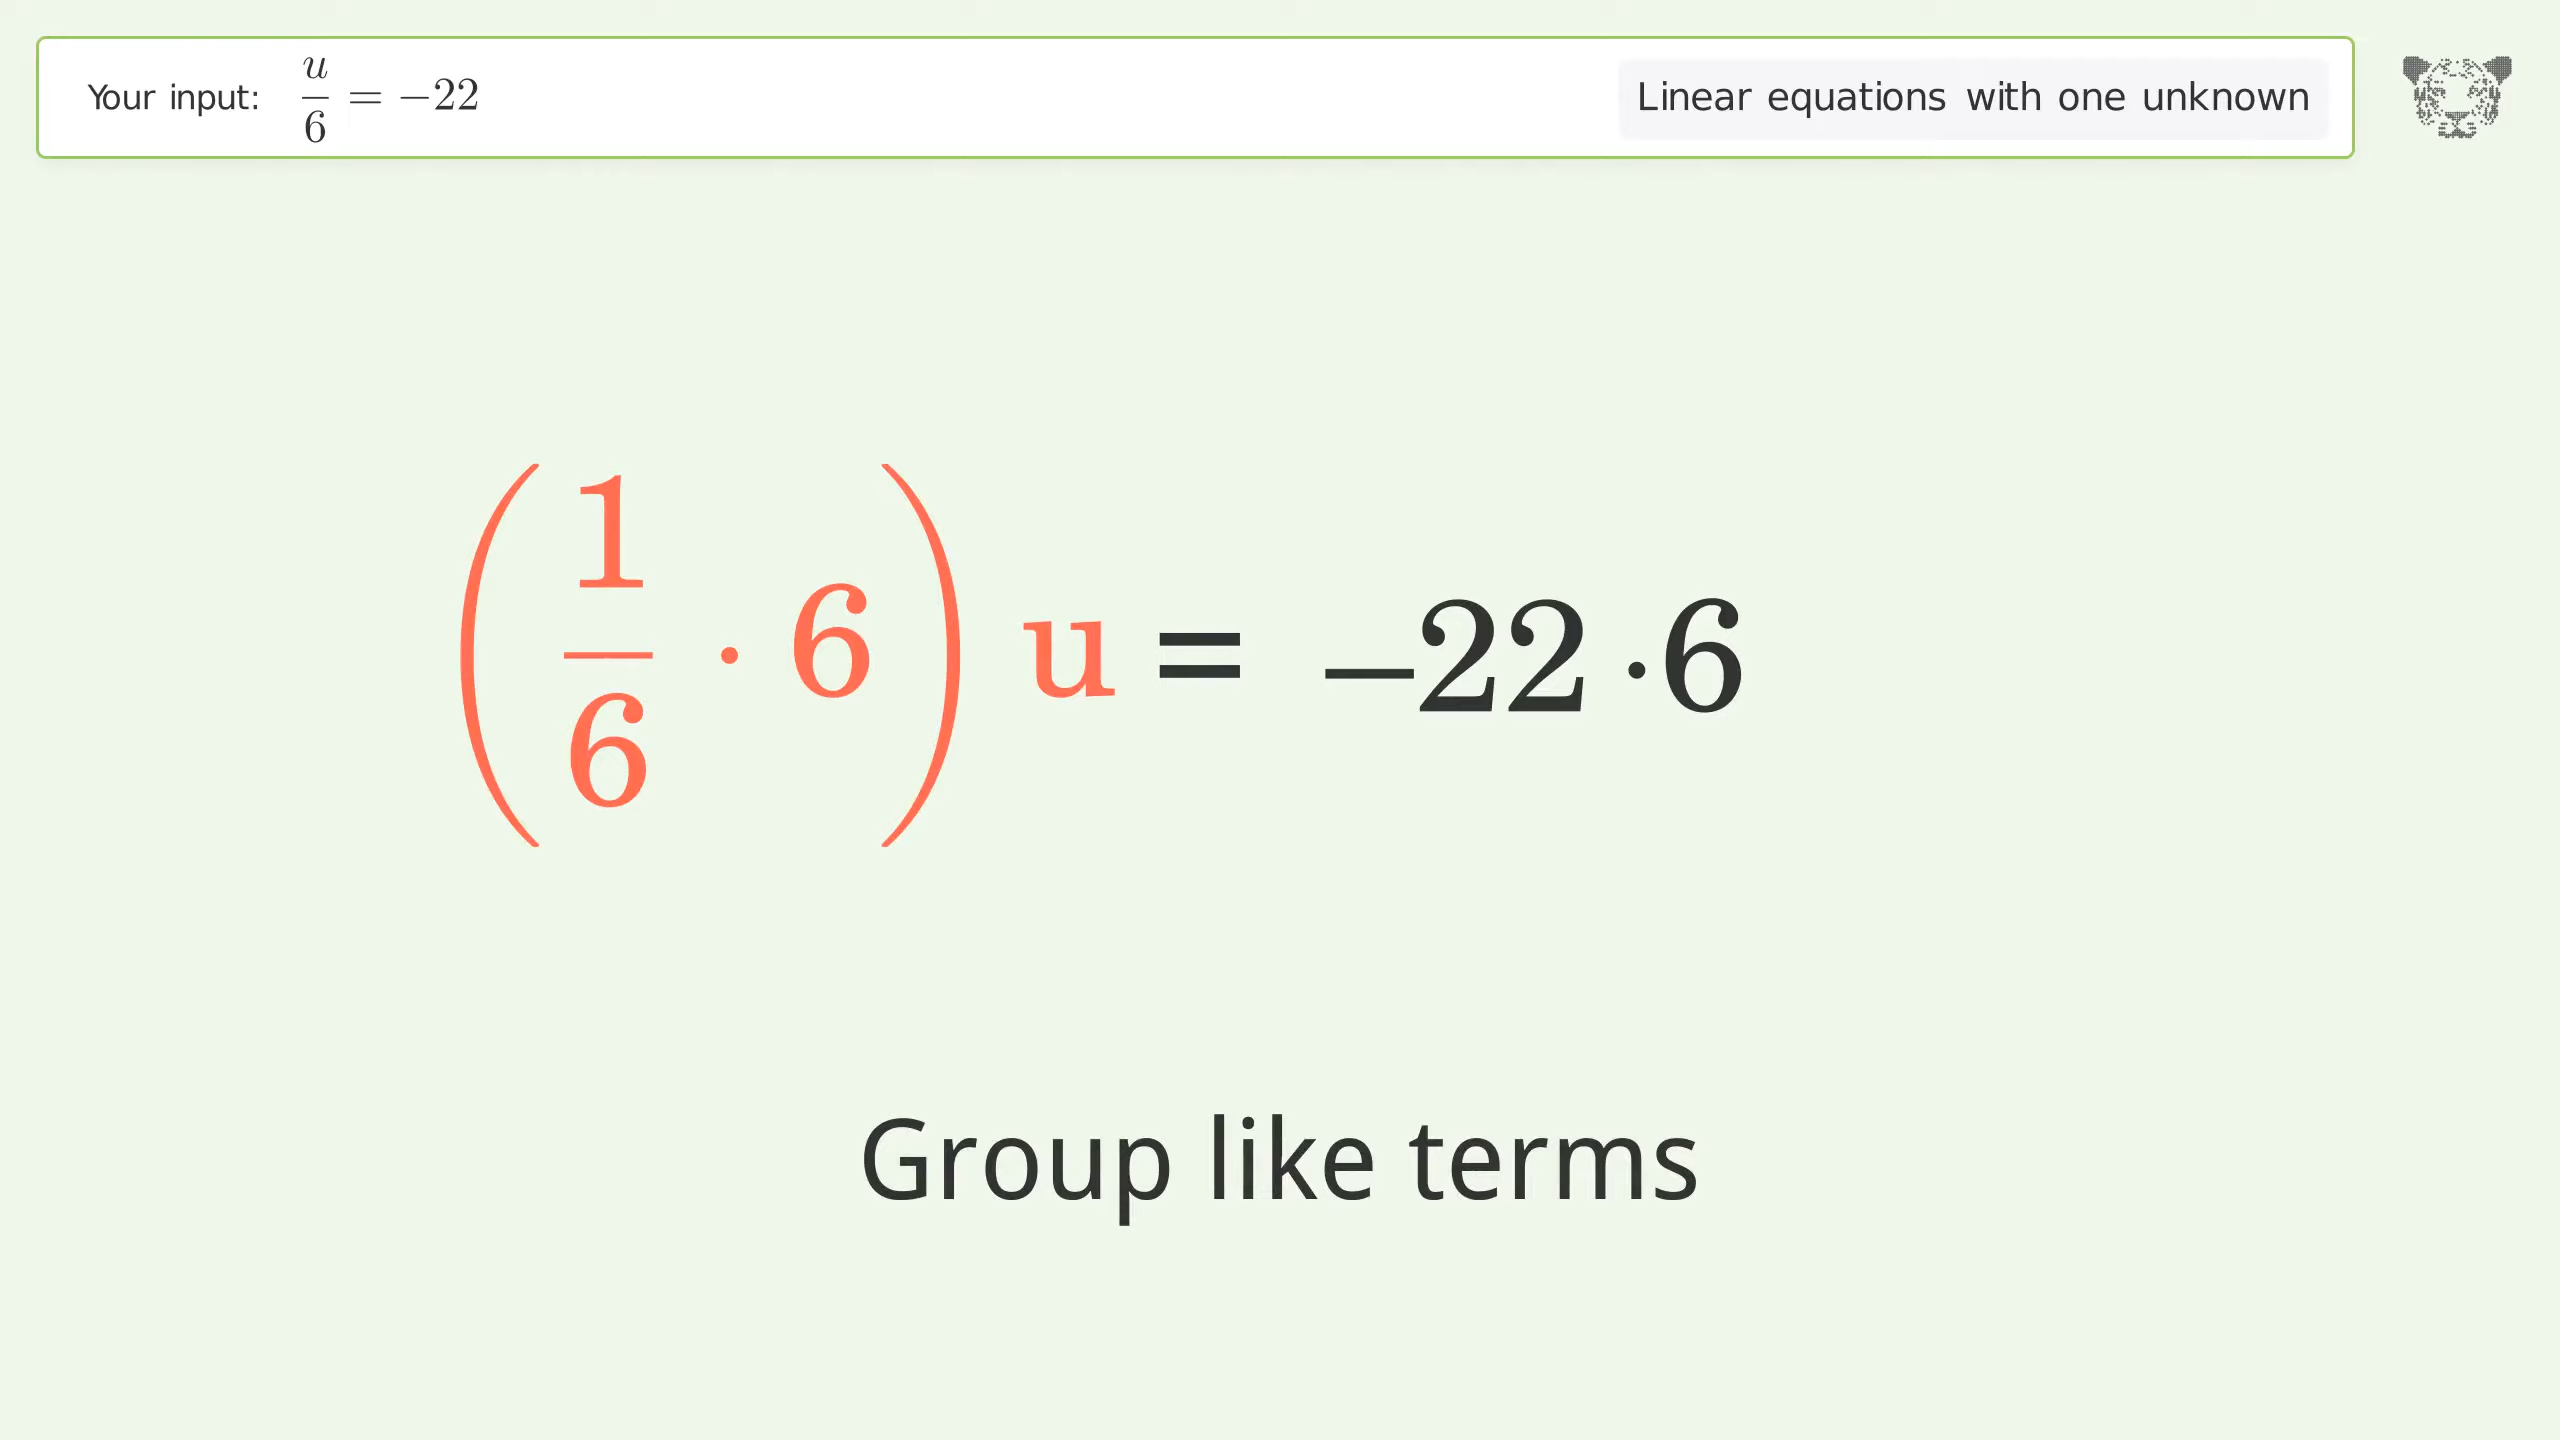 Your input: u/6 = −22
Linear equations with one unknown
(1/6 · 6) u = −22 · 6
Group like terms